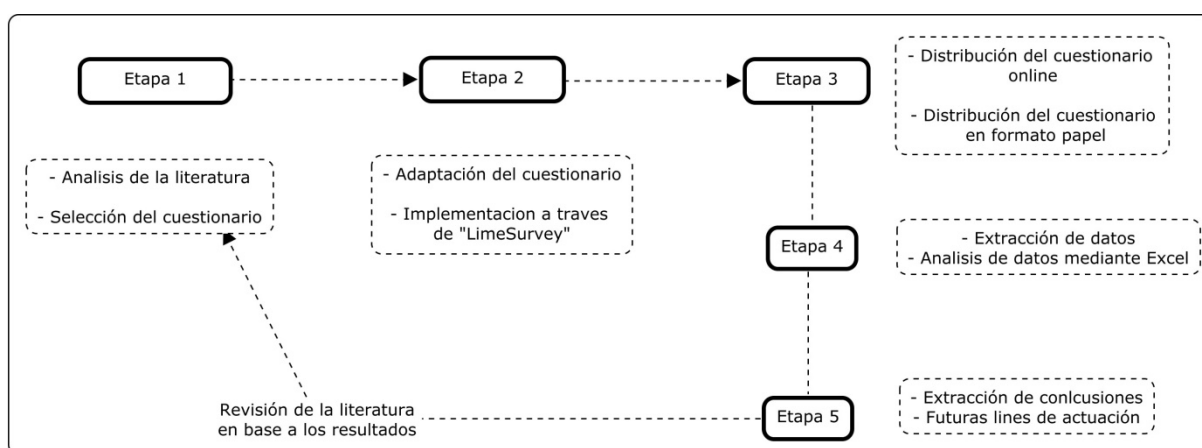 Etapa 1
Etapa 2
Etapa 3
- Distribución del cuestionario
online
- Distribución del cuestionario
en formato papel
- Analisis de la literatura
- Selección del cuestionario
- Adaptación del cuestionario
- Implementacion a traves
de "LimeSurvey"
Etapa 4
- Extracción de datos
- Analisis de datos mediante Excel
Revisión de la literatura
en base a los resultados
Etapa 5
- Extracción de conlcusiones
- Futuras lines de actuación